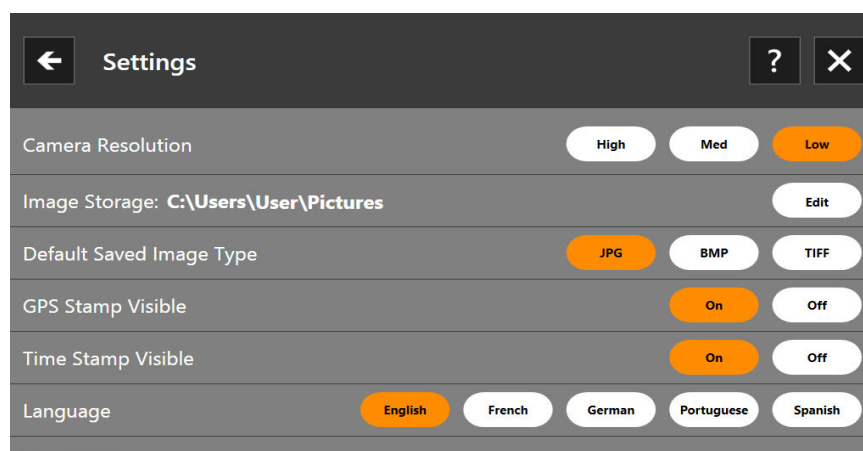 Settings ?
Camera Resolution High Med Low
Image Storage: C:\Users\User\Pictures Edit
Default Saved Image Type JPG BMP TIFF
GPS Stamp Visible On Off
Time Stamp Visible On Off
Language English French German Portuguese Spanish